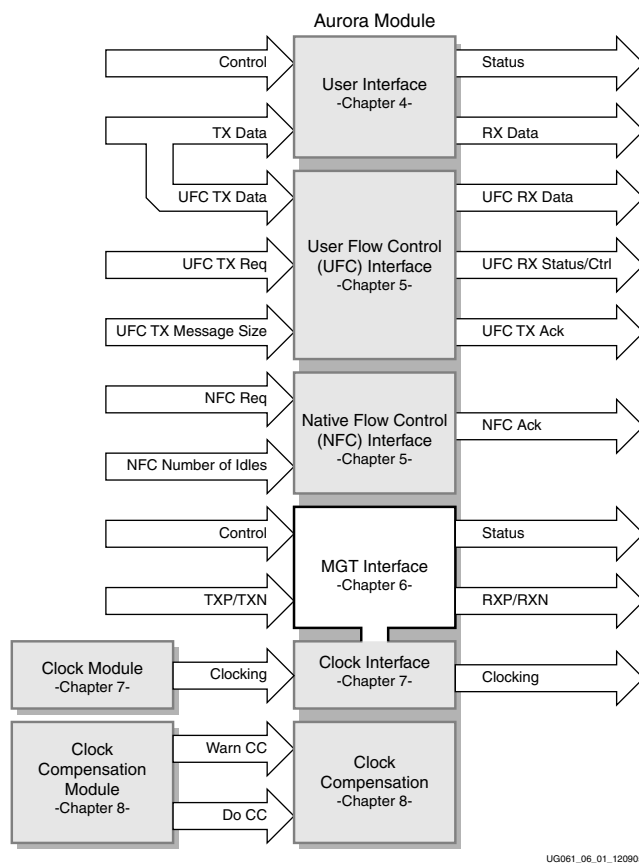 Aurora Module
Control
User Interface
-Chapter 4-
Status
TX Data
RX Data
UFC TX Data
UFC RX Data
UFC TX Req
User Flow Control
(UFC) Interface
-Chapter 5-
UFC RX Status/Ctrl
UFC TX Message Size
UFC TX Ack
NFC Req
Native Flow Control
(NFC) Interface
-Chapter 5-
NFC Ack
NFC Number of Idles
Control
MGT Interface
-Chapter 6-
Status
TXP/TXN
RXP/RXN
Clock Module
-Chapter 7-
Clocking
Clock Interface
-Chapter 7-
Clocking
Clock
Compensation
Module
-Chapter 8-
Warn CC
Do CC
Clock
Compensation
-Chapter 8-
UG061_06_01_12090